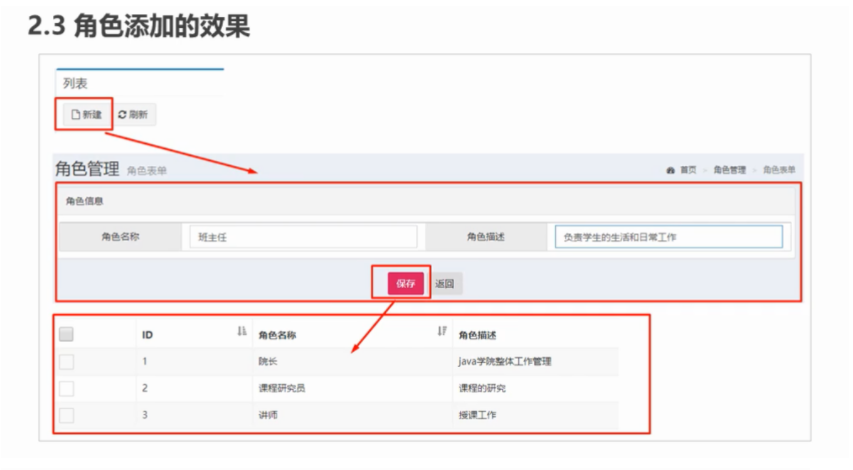 2.3 角色添加的效果
列表
新建 刷新
角色管理 角色表单 首页 > 角色管理 > 角色表单
角色信息
角色名称 班主任 角色描述 负责学生的生活和日常工作
保存 返回
ID 角色名称 角色描述
1 院长 java学院整体工作管理
2 课程研究员 课程的研究
3 讲师 授课工作